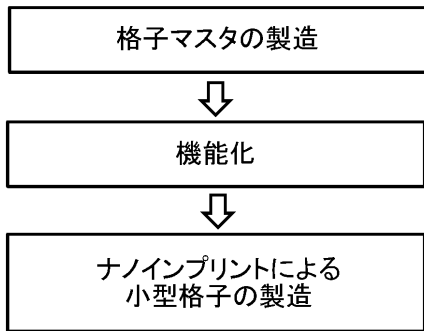 格子マスタの製造
機能化
ナノインプリントによる
小型格子の製造